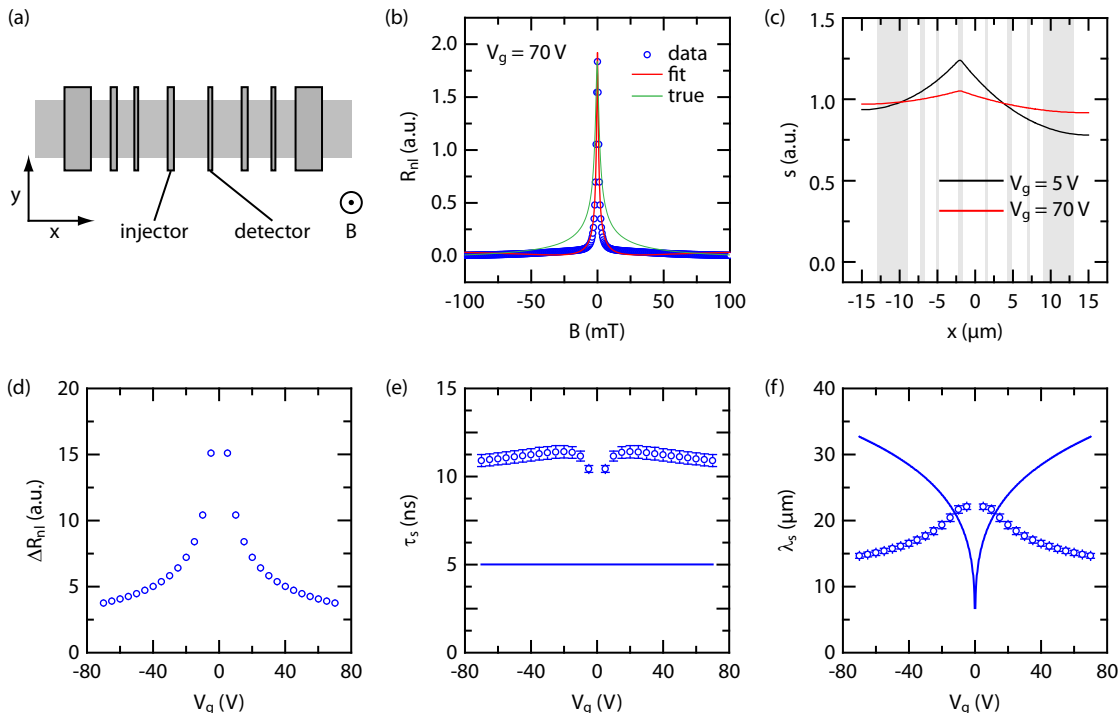 (a)
y
x
injector
detector
B
(b)
V_g = 70 V
data
fit
true
R_nl (a.u.)
2.0
1.5
1.0
0.5
0.0
-100
-50
0
50
100
B (mT)
(c)
s (a.u.)
1.5
1.0
0.5
0.0
V_g = 5 V
V_g = 70 V
-15
-10
-5
0
5
10
15
x (μm)
(d)
ΔR_nl (a.u.)
20
15
10
5
0
-80
-40
0
40
80
V_g (V)
(e)
τ_s (ns)
15
10
5
0
-80
-40
0
40
80
V_g (V)
(f)
λ_s (μm)
40
30
20
10
0
-80
-40
0
40
80
V_g (V)